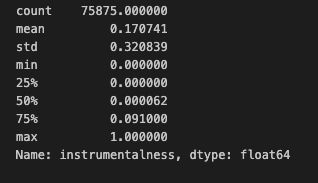 count    75875.000000
mean         0.170741
std          0.320839
min          0.000000
25%          0.000000
50%          0.000062
75%          0.091000
max          1.000000
Name: instrumentalness, dtype: float64